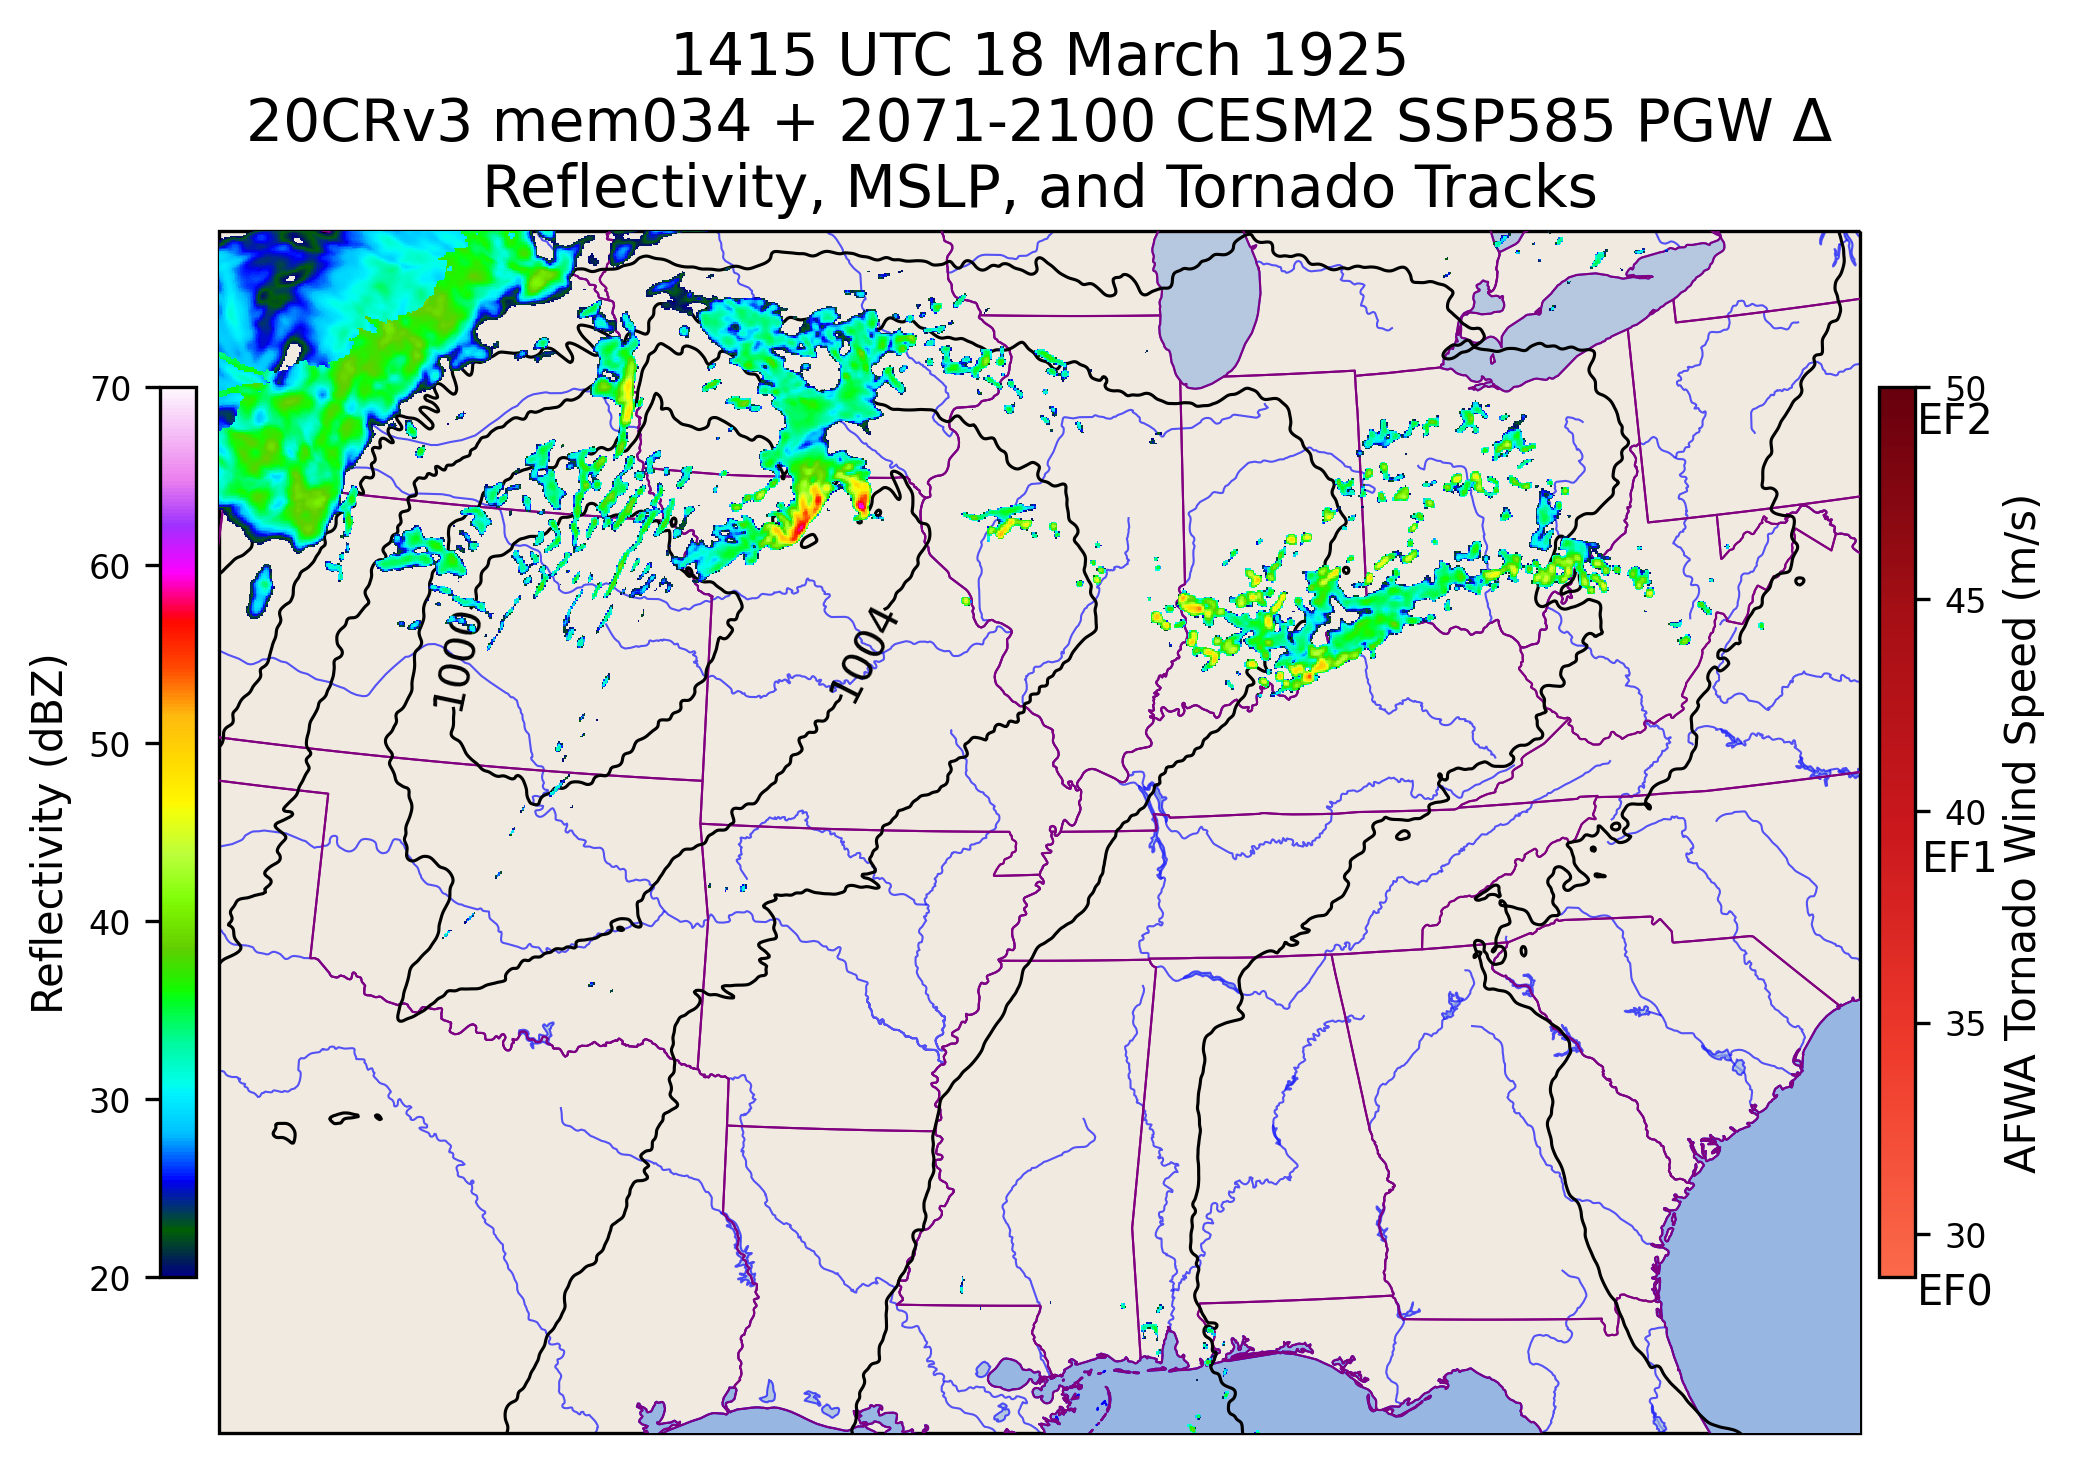 1415 UTC 18 March 1925
20CRv3 mem034 + 2071-2100 CESM2 SSP585 PGW Δ
Reflectivity, MSLP, and Tornado Tracks
70
60
50
40
30
20
Reflectivity (dBZ)
1000
1004
50
EF2
45
40
EF1
35
30
EF0
AFWA Tornado Wind Speed (m/s)